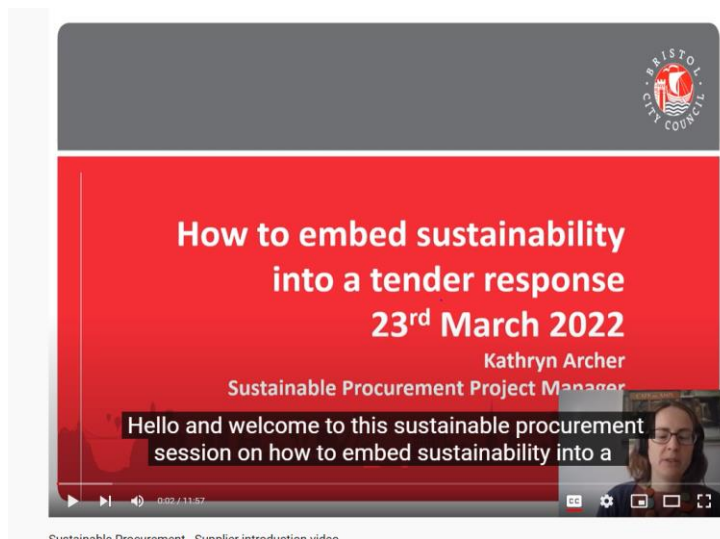 BRISTOL
CITY COUNCIL
How to embed sustainability
into a tender response
23rd March 2022
Kathryn Archer
Sustainable Procurement Project Manager
Hello and welcome to this sustainable procurement
session on how to embed sustainability into a
0:02 / 11:57
CC
Sustainable Procurement - Supplier introduction video